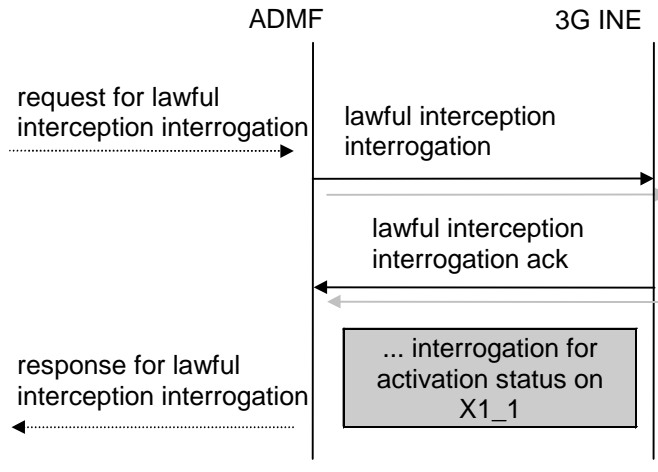 ADMF
3G INE
request for lawful
interception interrogation
lawful interception
interrogation
lawful interception
interrogation ack
... interrogation for
activation status on
X1_1
response for lawful
interception interrogation